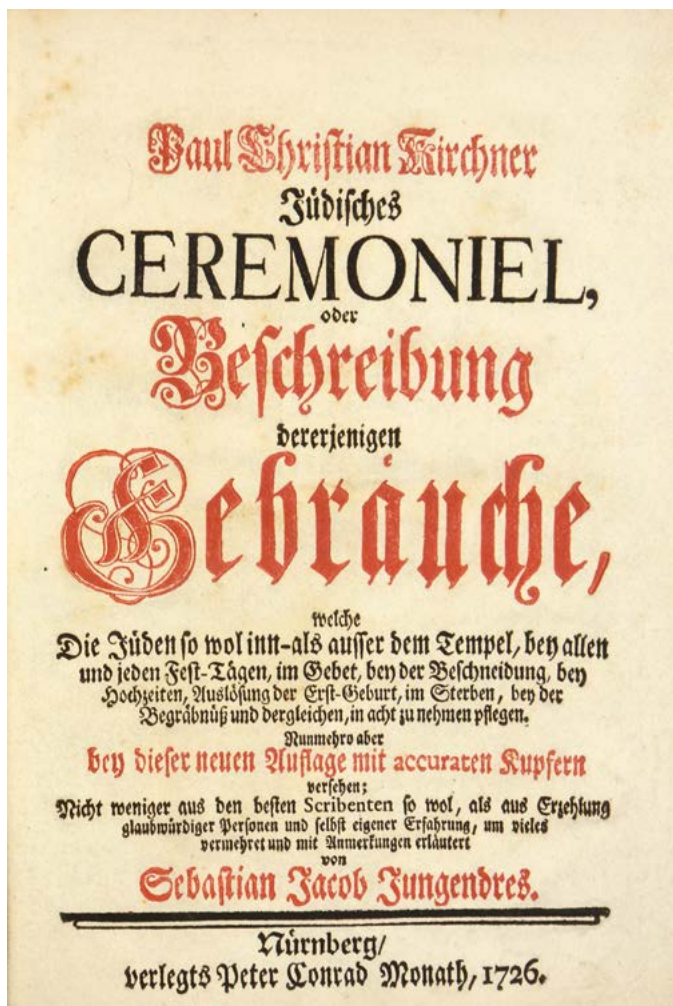 Paul Christian Kirchner
Jüdisches
CEREMONIEL,
oder
Beschreibung
dererjenigen
Gebräuche,
welche
Die Jüden so wol inn-als ausser dem Tempel, bey allen
und jeden Fest-Tägen, im Gebet, bey der Beschneidung, bey
Hochzeiten, Auslösung der Erst-Geburt, im Sterben, bey der
Begräbnüß und dergleichen, in acht zu nehmen pflegen.
Nunmehro aber
bey dieser neuen Auflage mit accuraten Kupfern
versehen;
Nicht weniger aus den besten Scribenten so wol, als aus Erzehlung
glaubwürdiger Personen und selbst eigener Erfahrung, um vieles
vermehret und mit Anmerkungen erläutert
von
Sebastian Jacob Jungendres.
Nürnberg/
verlegts Peter Conrad Monath, 1726.